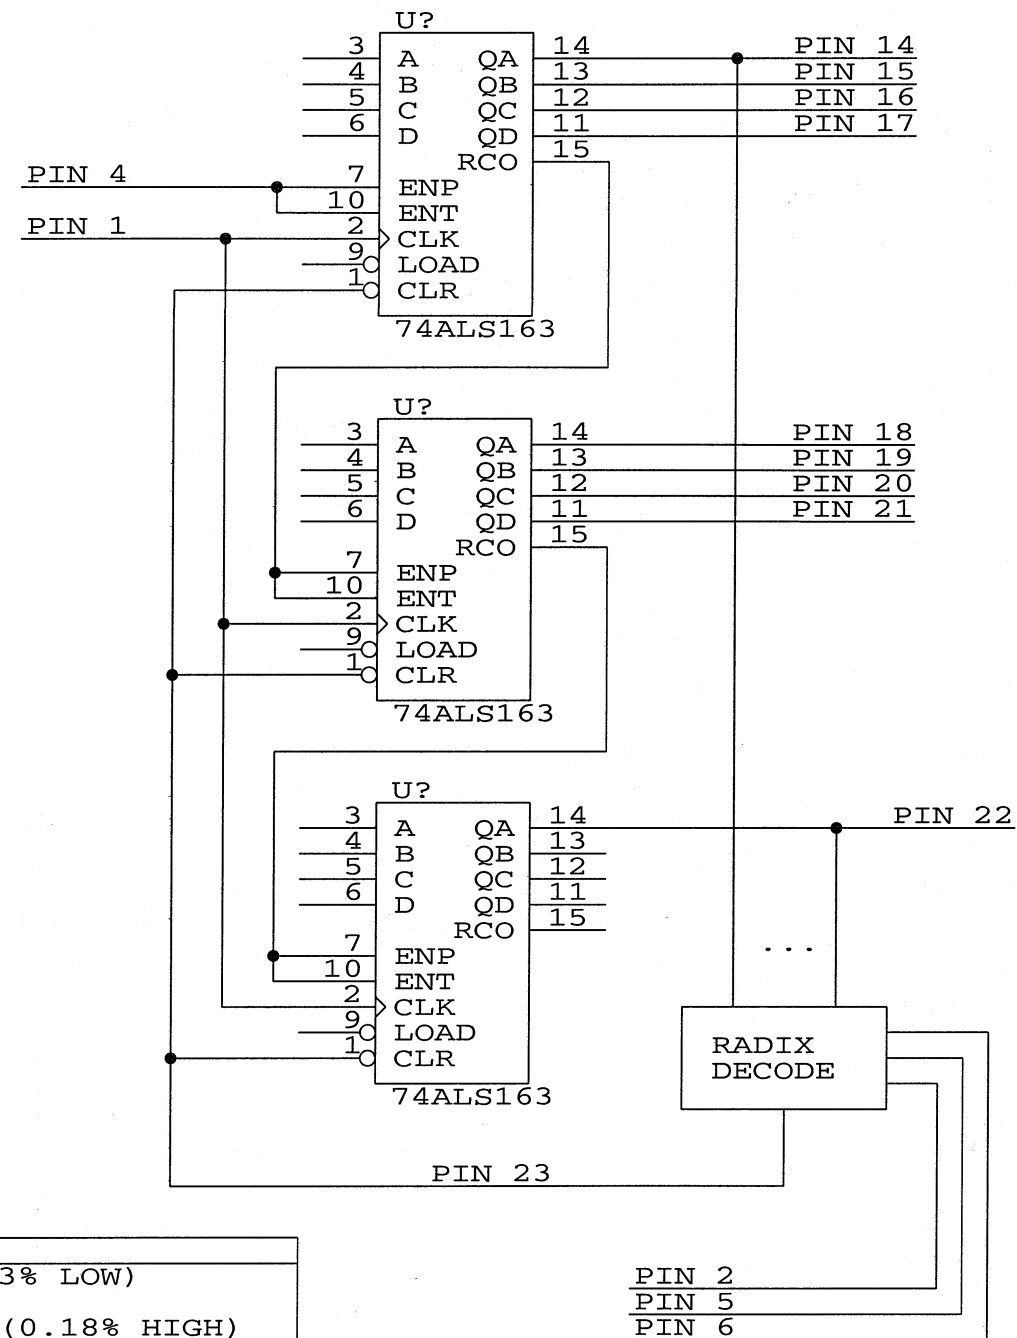 U?
3 A QA 14 PIN 14
4 B QB 13 PIN 15
5 C QC 12 PIN 16
6 D QD 11 PIN 17
RCO 15
PIN 4 7 ENP
10 ENT
PIN 1 2 CLK
9 LOAD
1 CLR
74ALS163
U?
3 A QA 14 PIN 18
4 B QB 13 PIN 19
5 C QC 12 PIN 20
6 D QD 11 PIN 21
RCO 15
7 ENP
10 ENT
2 CLK
9 LOAD
1 CLR
74ALS163
U?
3 A QA 14 PIN 22
4 B QB 13
5 C QC 12
6 D QD 11
RCO 15
7 ENP
10 ENT
2 CLK
9 LOAD
1 CLR
74ALS163
...
RADIX
DECODE
PIN 23
3% LOW)
(0.18% HIGH)
PIN 2
PIN 5
PIN 6